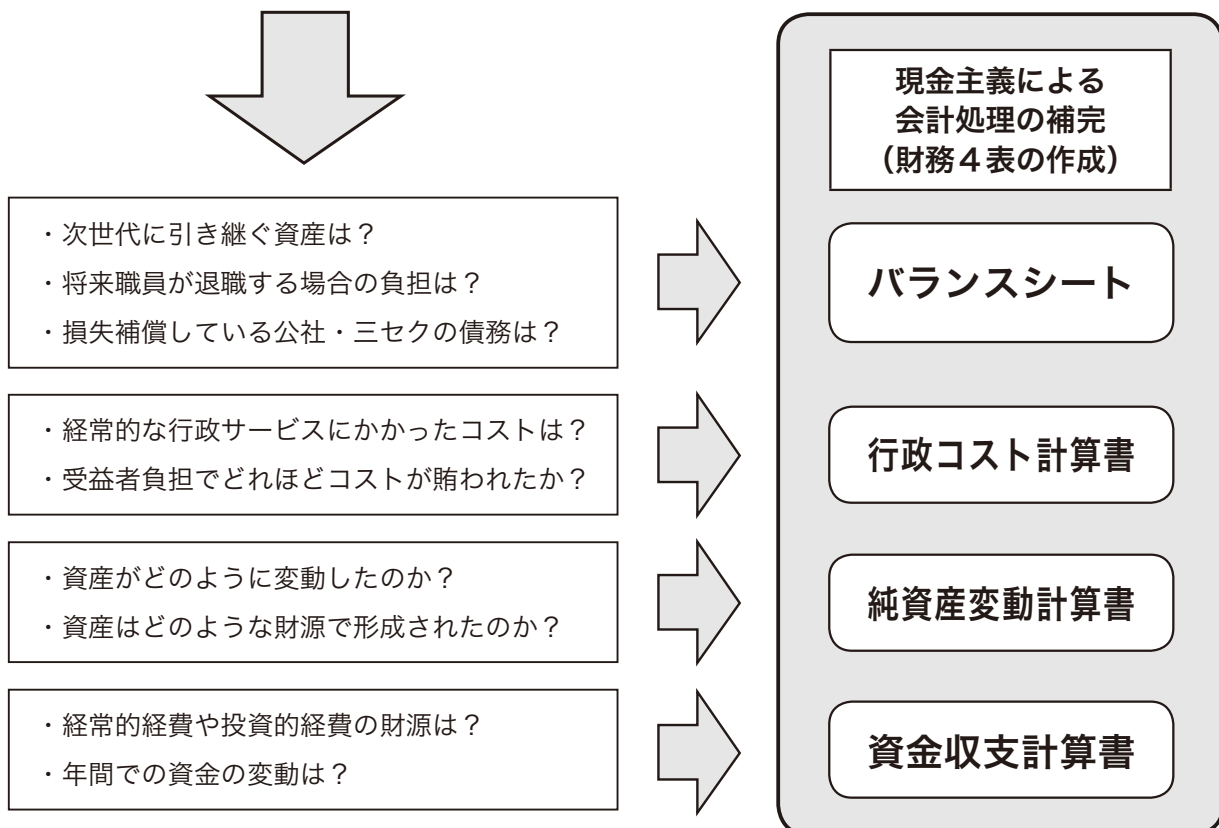 現金主義による
会計処理の補完
（財務４表の作成）
・次世代に引き継ぐ資産は？
・将来職員が退職する場合の負担は？
・損失補償している公社・三セクの債務は？
バランスシート
・経常的な行政サービスにかかったコストは？
・受益者負担でどれほどコストが賄われたか？
行政コスト計算書
・資産がどのように変動したのか？
・資産はどのような財源で形成されたのか？
純資産変動計算書
・経常的経費や投資的経費の財源は？
・年間での資金の変動は？
資金収支計算書